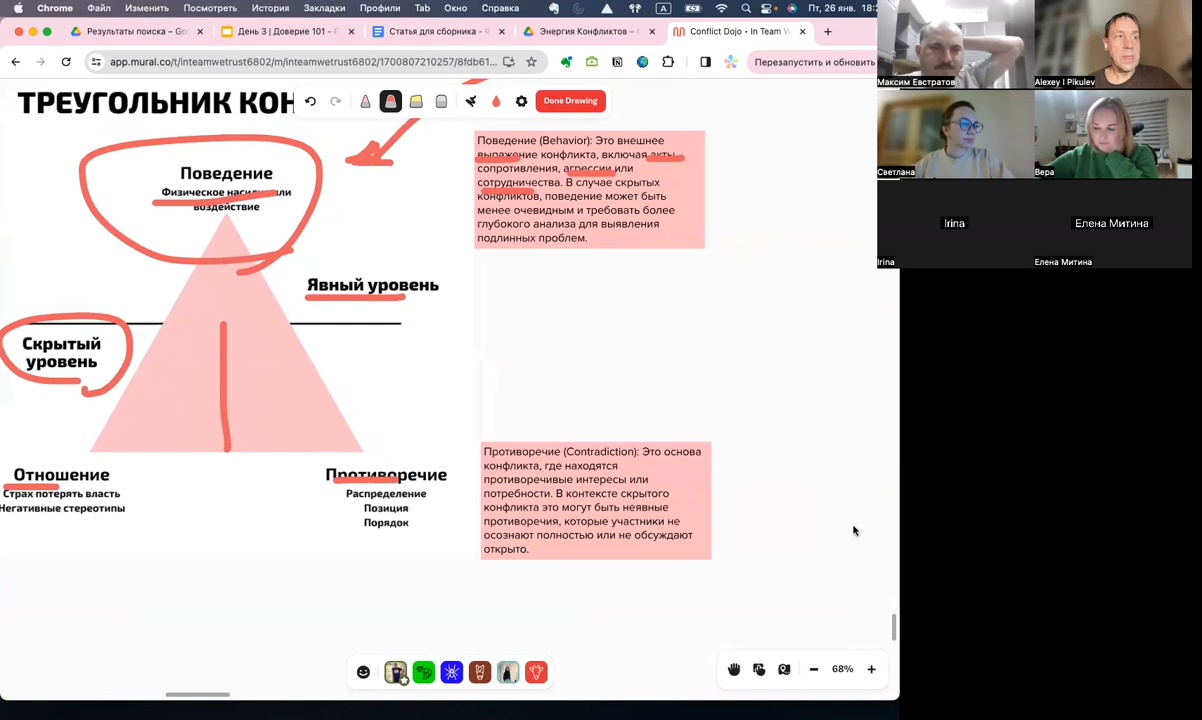 Chrome Файл Изменить Посмотреть История Закладки Профили Tab Окно Справка A Пт, 26 янв.
Результаты поиска – Go
День 3 | Доверие 101 - G
Статья для сборника - G
Энергия Конфликтов – G
Conflict Dojo • In Team W
app.mural.co/t/inteamwetrust6802/m/inteamwetrust6802/1700807210257/8fdb61...
Перезапустить и обновить
ТРЕУГОЛЬНИК КОН
Done Drawing
Поведение
Физическое насилие или
воздействие
Явный уровень
Скрытый
уровень
Отношение
Страх потерять власть
Негативные стереотипы
Противоречие
Распределение
Позиция
Порядок
Поведение (Behavior): Это внешнее
выражение конфликта, включая акты
сопротивления, агрессии или
сотрудничества. В случае скрытых
конфликтов, поведение может быть
менее очевидным и требовать более
глубокого анализа для выявления
подлинных проблем.
Противоречие (Contradiction): Это основа
конфликта, где находятся
противоречивые интересы или
потребности. В контексте скрытого
конфликта это могут быть неявные
противоречия, которые участники не
осознают полностью или не обсуждают
открыто.
68%
Максим Евстратов
Alexey I Pikulev
Светлана
Вера
Irina
Irina
Елена Митина
Елена Митина